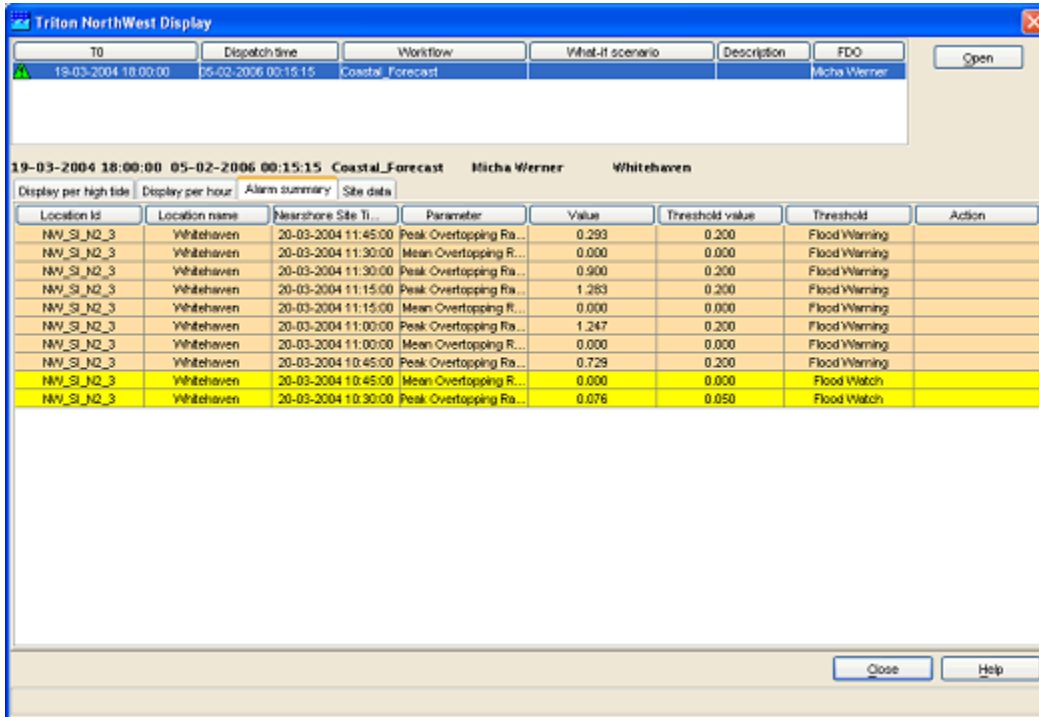 Triton NorthWest Display
T0 Dispatch time Workflow What-if scenario Description FDO
Open
19-03-2004 18:00:00 05-02-2006 00:15:15 Coastal_Forecast Micha Werner
19-03-2004 18:00:00 05-02-2006 00:15:15 Coastal_Forecast Micha Werner Whitehaven
Display per high tide Display per hour Alarm summary Site data
Location Id Location name Nearshore Site Ti... Parameter Value Threshold value Threshold Action
NW_SI_N2_3 Whitehaven 20-03-2004 11:45:00 Peak Overtopping Ra... 0.293 0.200 Flood Warning
NW_SI_N2_3 Whitehaven 20-03-2004 11:30:00 Mean Overtopping R... 0.000 0.000 Flood Warning
NW_SI_N2_3 Whitehaven 20-03-2004 11:30:00 Peak Overtopping Ra... 0.900 0.200 Flood Warning
NW_SI_N2_3 Whitehaven 20-03-2004 11:15:00 Peak Overtopping Ra... 1.283 0.200 Flood Warning
NW_SI_N2_3 Whitehaven 20-03-2004 11:15:00 Mean Overtopping R... 0.000 0.000 Flood Warning
NW_SI_N2_3 Whitehaven 20-03-2004 11:00:00 Peak Overtopping Ra... 1.247 0.200 Flood Warning
NW_SI_N2_3 Whitehaven 20-03-2004 11:00:00 Mean Overtopping R... 0.000 0.000 Flood Warning
NW_SI_N2_3 Whitehaven 20-03-2004 10:45:00 Peak Overtopping Ra... 0.729 0.200 Flood Warning
NW_SI_N2_3 Whitehaven 20-03-2004 10:45:00 Mean Overtopping R... 0.000 0.000 Flood Watch
NW_SI_N2_3 Whitehaven 20-03-2004 10:30:00 Peak Overtopping Ra... 0.076 0.050 Flood Watch
Close Help